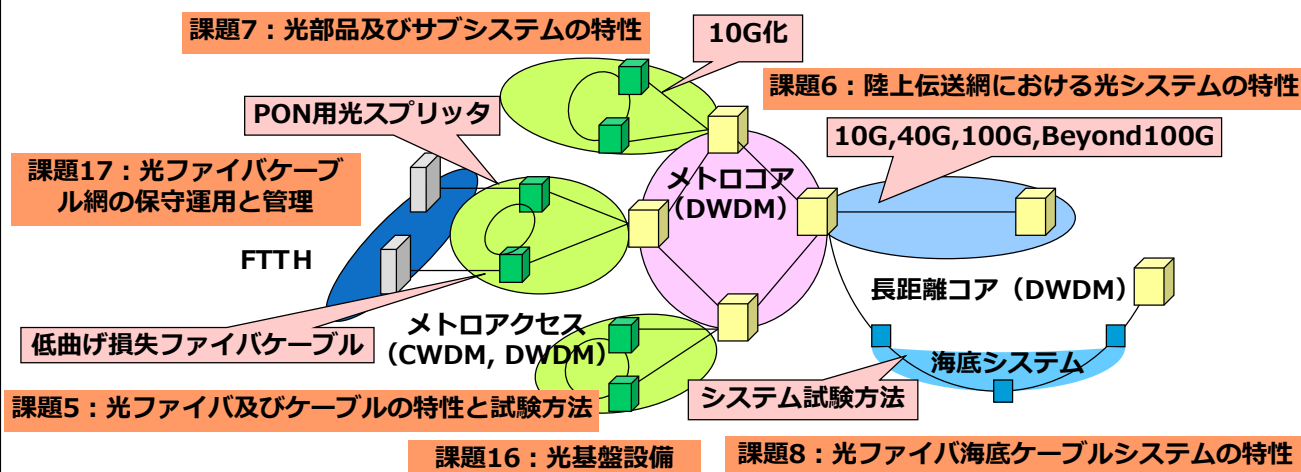 課題7：光部品及びサブシステムの特性
10G化
課題6：陸上伝送網における光システムの特性
PON用光スプリッタ
10G,40G,100G,Beyond100G
課題17：光ファイバケーブ
ル網の保守運用と管理
メトロコア
（DWDM）
FTTH
長距離コア（DWDM）
低曲げ損失ファイバケーブル
メトロアクセス
（CWDM, DWDM）
海底システム
システム試験方法
課題5：光ファイバ及びケーブルの特性と試験方法
課題16：光基盤設備
課題8：光ファイバ海底ケーブルシステムの特性